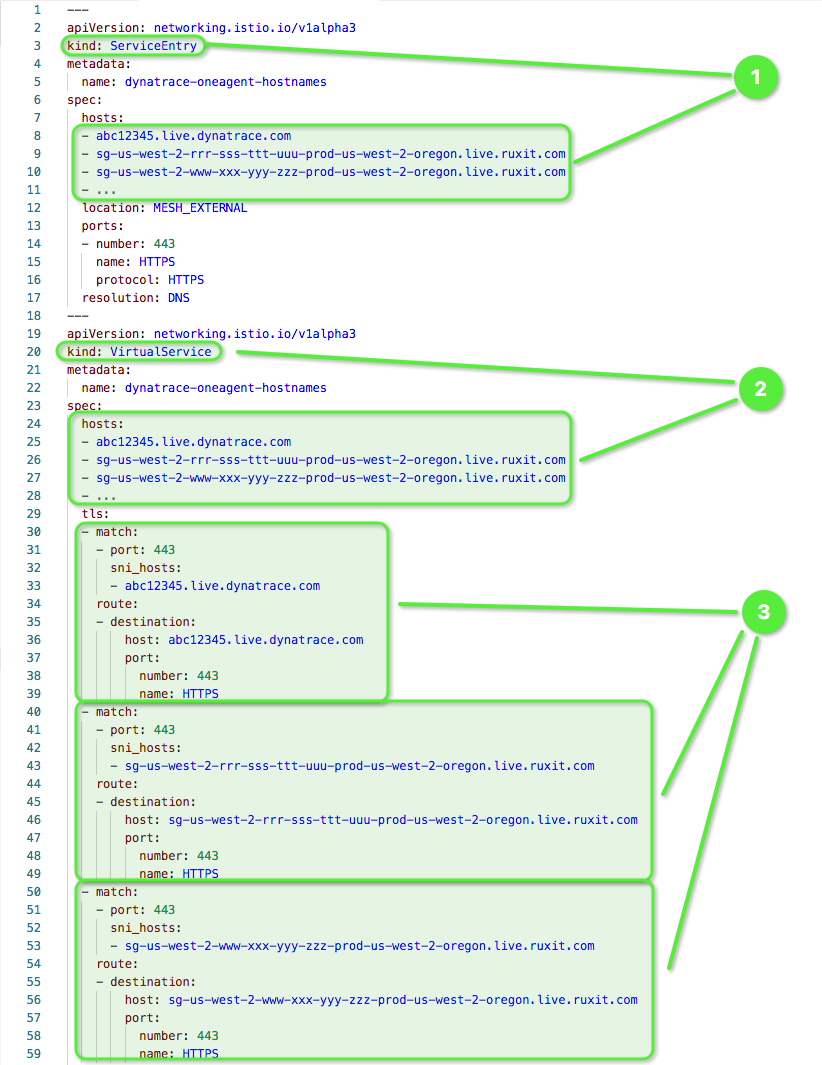 1 ---
2 apiVersion: networking.istio.io/v1alpha3
3 kind: ServiceEntry
4 metadata:
5   name: dynatrace-oneagent-hostnames
6 spec:
7   hosts:
8   - abc12345.live.dynatrace.com
9   - sg-us-west-2-rrr-sss-ttt-uuu-prod-us-west-2-oregon.live.ruxit.com
10   - sg-us-west-2-www-xxx-yyy-zzz-prod-us-west-2-oregon.live.ruxit.com
11   - ...
12   location: MESH_EXTERNAL
13   ports:
14   - number: 443
15     name: HTTPS
16     protocol: HTTPS
17   resolution: DNS
18 ---
19 apiVersion: networking.istio.io/v1alpha3
20 kind: VirtualService
21 metadata:
22   name: dynatrace-oneagent-hostnames
23 spec:
24   hosts:
25   - abc12345.live.dynatrace.com
26   - sg-us-west-2-rrr-sss-ttt-uuu-prod-us-west-2-oregon.live.ruxit.com
27   - sg-us-west-2-www-xxx-yyy-zzz-prod-us-west-2-oregon.live.ruxit.com
28   - ...
29   tls:
30   - match:
31     - port: 443
32       sni_hosts:
33       - abc12345.live.dynatrace.com
34     route:
35     - destination:
36         host: abc12345.live.dynatrace.com
37         port:
38           number: 443
39           name: HTTPS
40   - match:
41     - port: 443
42       sni_hosts:
43       - sg-us-west-2-rrr-sss-ttt-uuu-prod-us-west-2-oregon.live.ruxit.com
44     route:
45     - destination:
46         host: sg-us-west-2-rrr-sss-ttt-uuu-prod-us-west-2-oregon.live.ruxit.com
47         port:
48           number: 443
49           name: HTTPS
50   - match:
51     - port: 443
52       sni_hosts:
53       - sg-us-west-2-www-xxx-yyy-zzz-prod-us-west-2-oregon.live.ruxit.com
54     route:
55     - destination:
56         host: sg-us-west-2-www-xxx-yyy-zzz-prod-us-west-2-oregon.live.ruxit.com
57         port:
58           number: 443
59           name: HTTPS
1
2
3